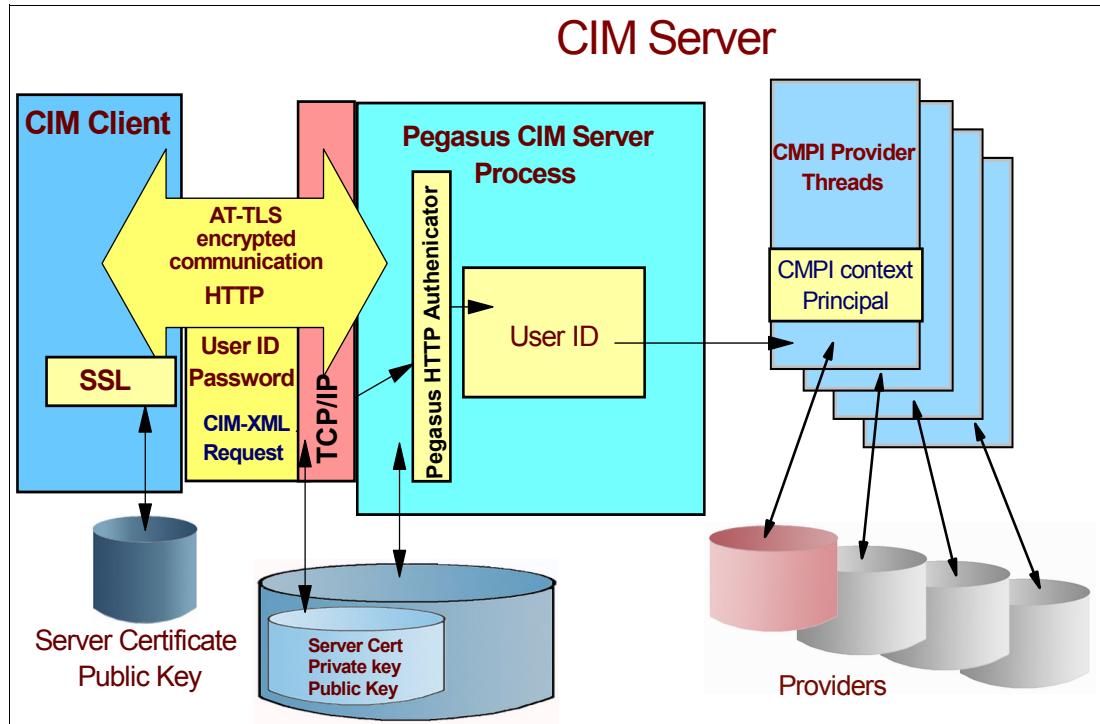 CIM Server
CIM Client
AT-TLS
encrypted
communication
HTTP
SSL
User ID
Password
CIM-XML
Request
TCP/IP
Pegasus CIM Server
Process
Pegasus HTTP Authenicator
User ID
CMPI Provider
Threads
CMPI context
Principal
Server Certificate
Public Key
Server Cert
Private key
Public Key
Providers